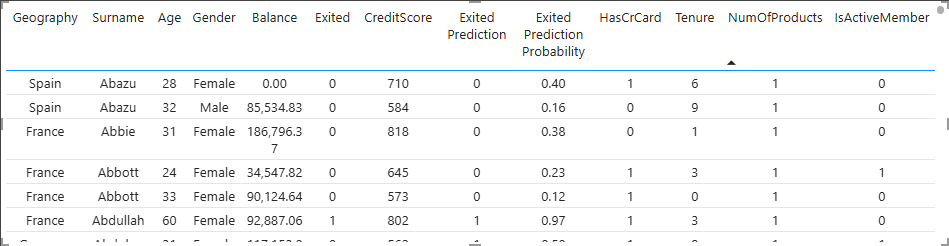 Geography Surname Age Gender Balance Exited CreditScore Exited Prediction Exited Prediction Probability HasCrCard Tenure NumOfProducts IsActiveMember
Spain Abazu 28 Female 0.00 0 710 0 0.40 1 6 1 0
Spain Abazu 32 Male 85,534.83 0 584 0 0.16 0 9 1 0
France Abbie 31 Female 186,796.37 0 818 0 0.38 0 1 1 0
France Abbott 24 Female 34,547.82 0 645 0 0.23 1 3 1 1
France Abbott 33 Female 90,124.64 0 573 0 0.12 1 0 1 0
France Abdullah 60 Female 92,887.06 1 802 1 0.97 1 3 1 0